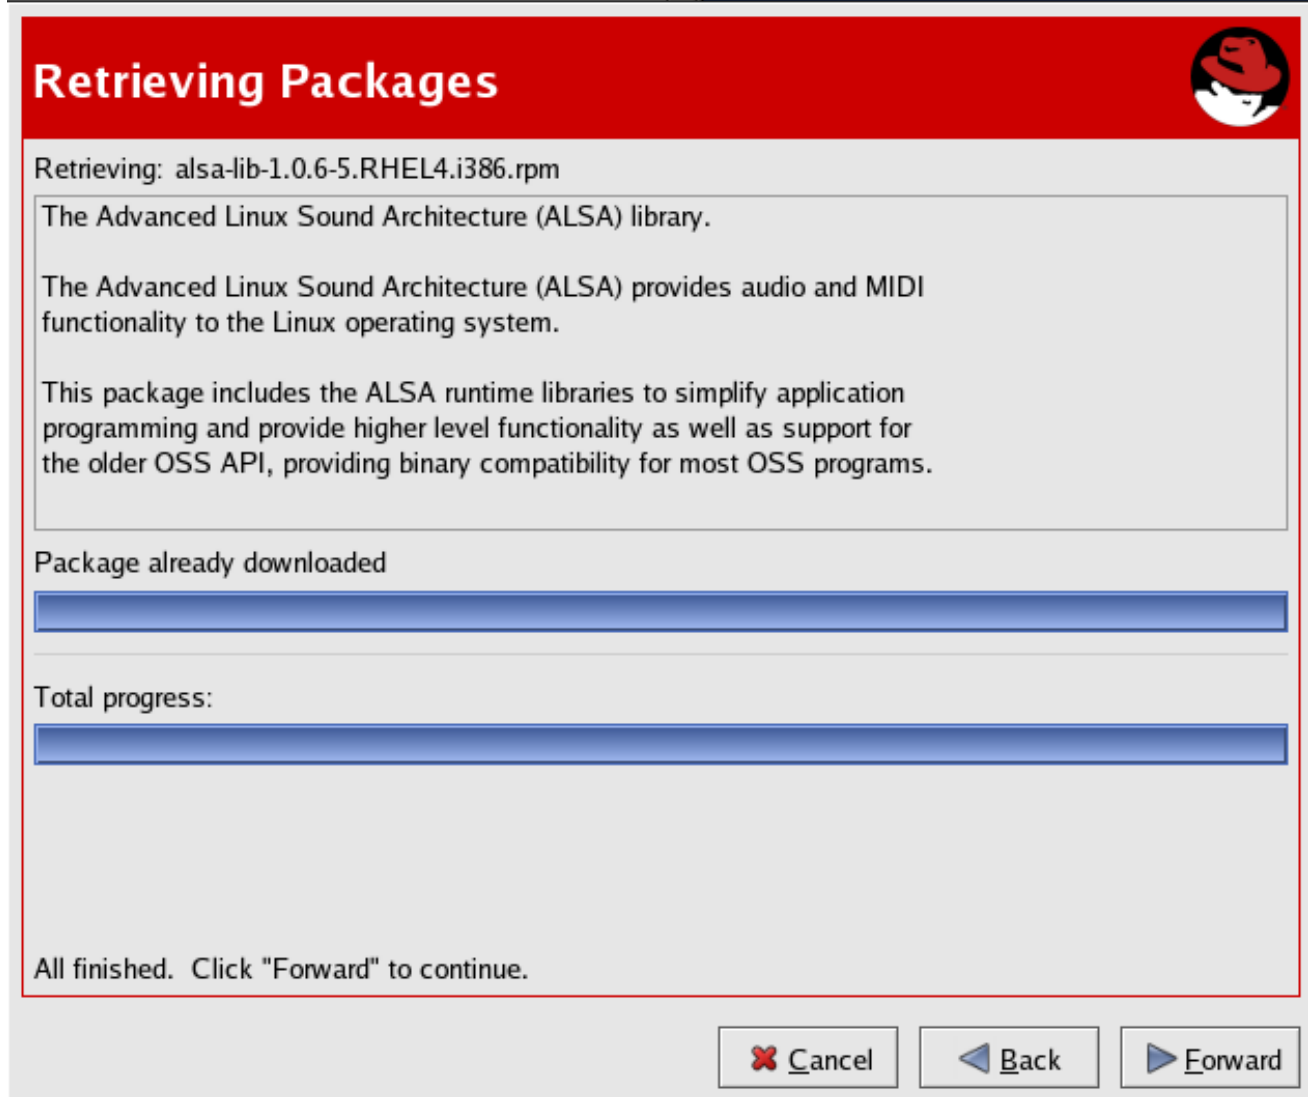 Retrieving Packages
Retrieving: alsa-lib-1.0.6-5.RHEL4.i386.rpm
The Advanced Linux Sound Architecture (ALSA) library.
The Advanced Linux Sound Architecture (ALSA) provides audio and MIDI
functionality to the Linux operating system.
This package includes the ALSA runtime libraries to simplify application
programming and provide higher level functionality as well as support for
the older OSS API, providing binary compatibility for most OSS programs.
Package already downloaded
Total progress:
All finished.  Click "Forward" to continue.
Cancel
Back
Forward